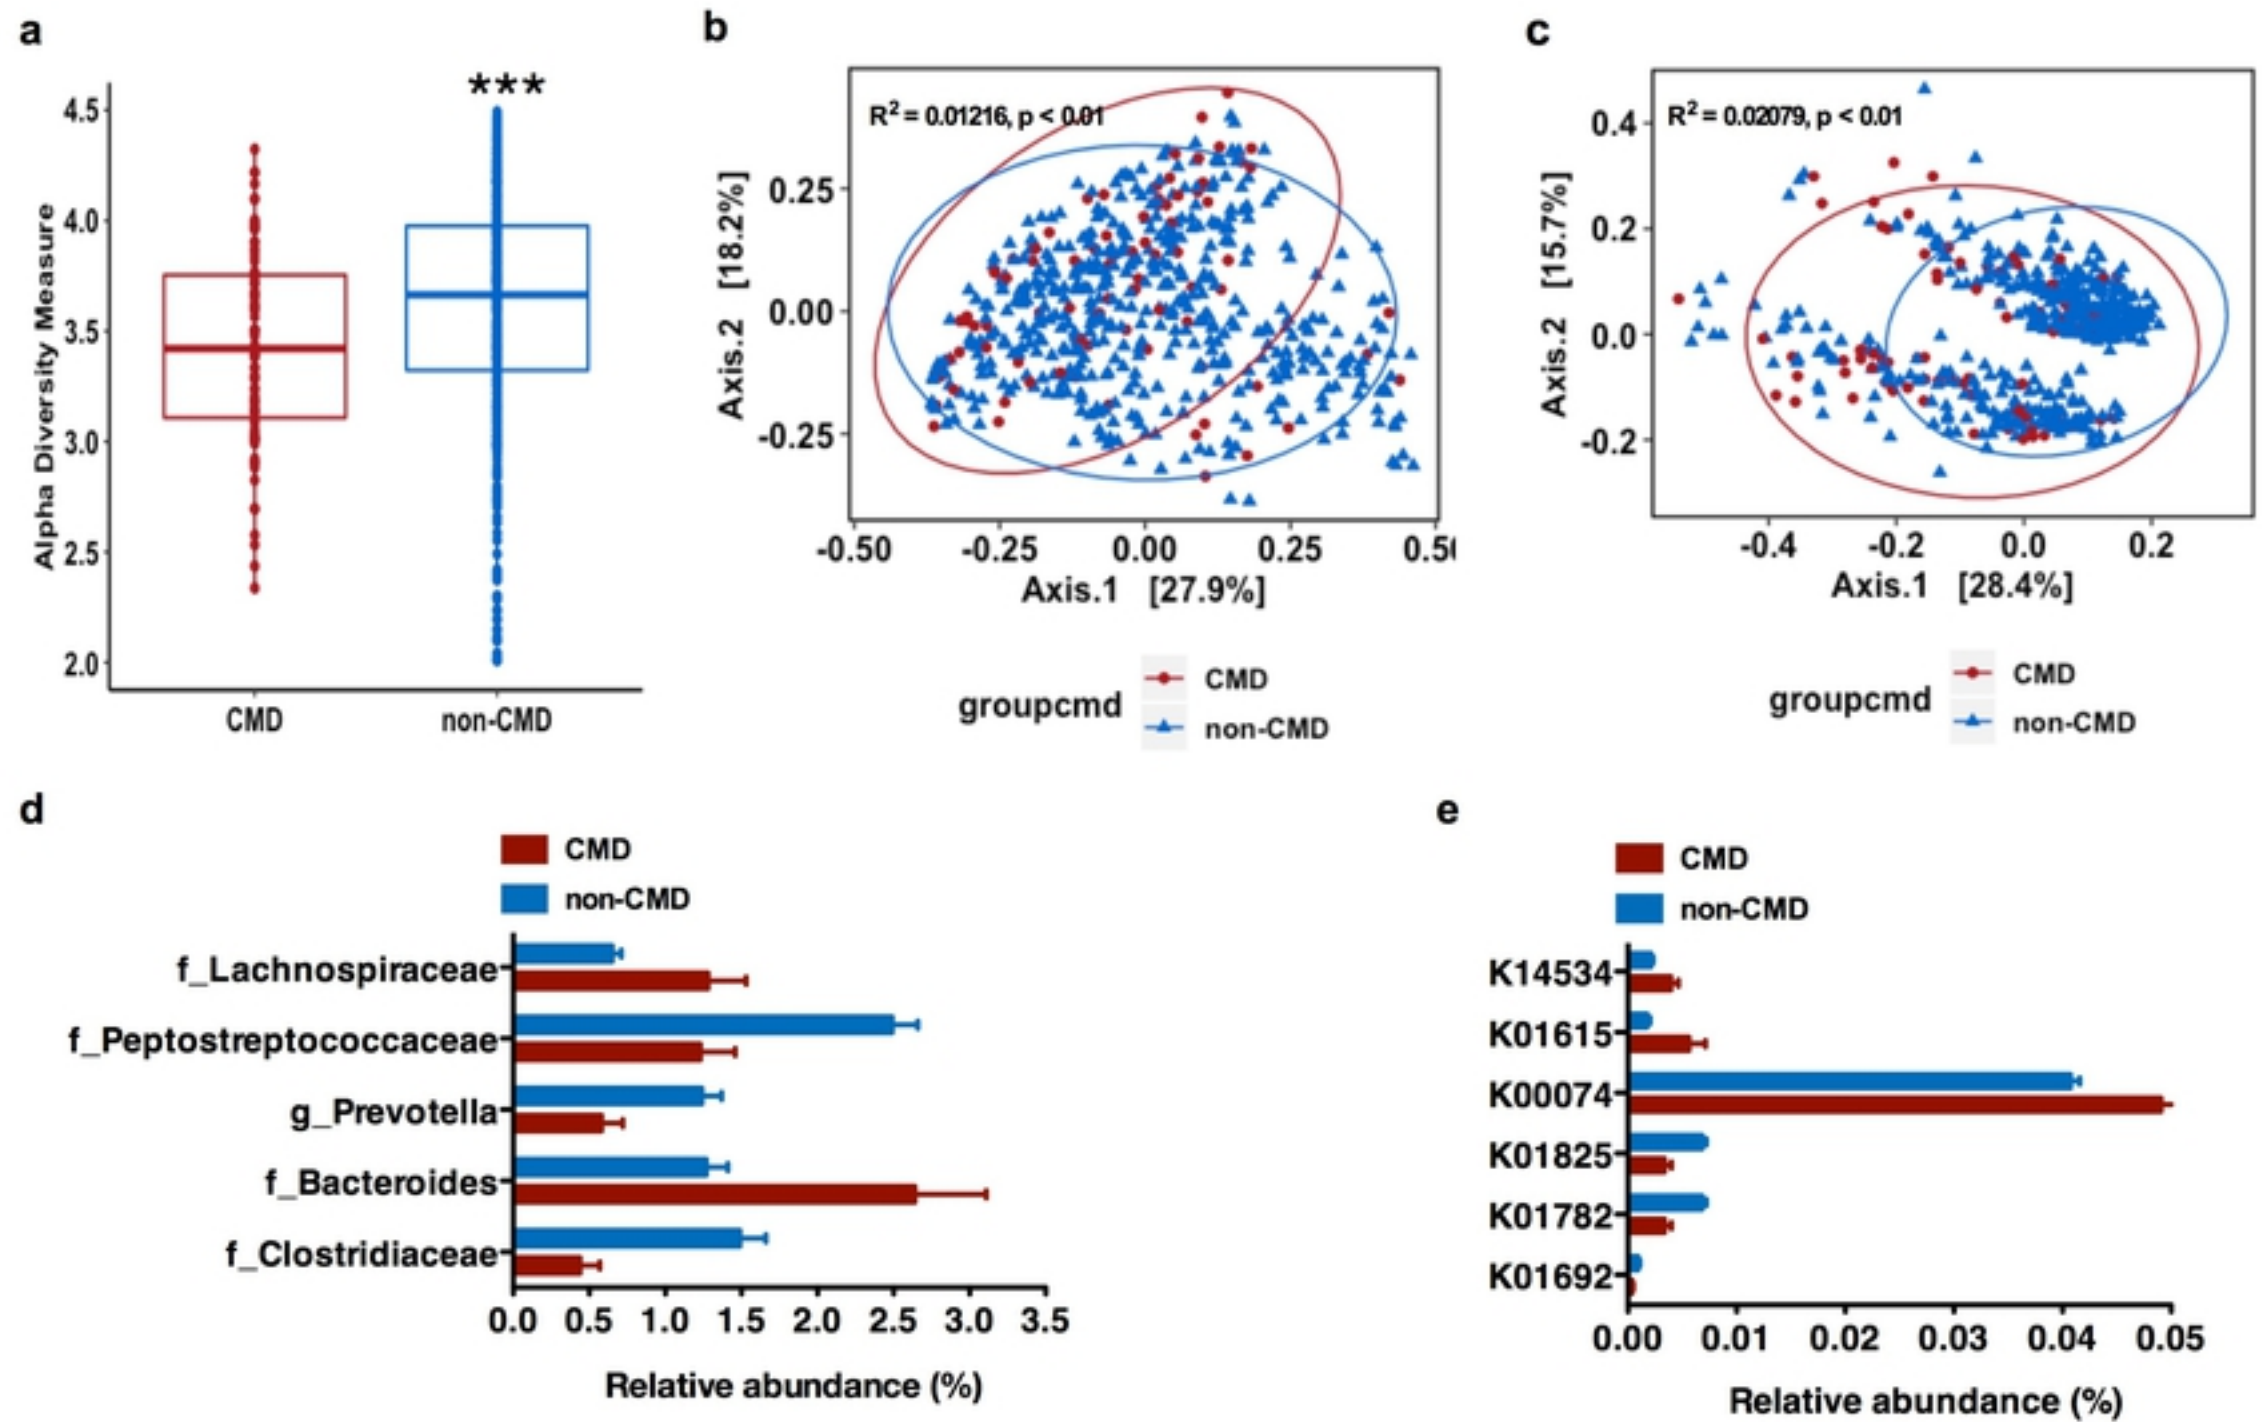 a
***
4.5
4.0
3.5
3.0
2.5
2.0
Alpha Diversity Measure
CMD
non-CMD
b
R² = 0.01216, p < 0.01
0.25
0.00
-0.25
Axis.2 [18.2%]
-0.50
-0.25
0.00
0.25
Axis.1 [27.9%]
groupcmd
CMD
non-CMD
c
R² = 0.02079, p < 0.01
0.4
0.2
0.0
-0.2
Axis.2 [15.7%]
-0.4
-0.2
0.0
0.2
Axis.1 [28.4%]
groupcmd
CMD
non-CMD
d
CMD
non-CMD
f_Lachnospiraceae
f_Peptostreptococcaceae
g_Prevotella
f_Bacteroides
f_Clostridiaceae
0.0 0.5 1.0 1.5 2.0 2.5 3.0 3.5
Relative abundance (%)
e
CMD
non-CMD
K14534
K01615
K00074
K01825
K01782
K01692
0.00 0.01 0.02 0.03 0.04 0.05
Relative abundance (%)